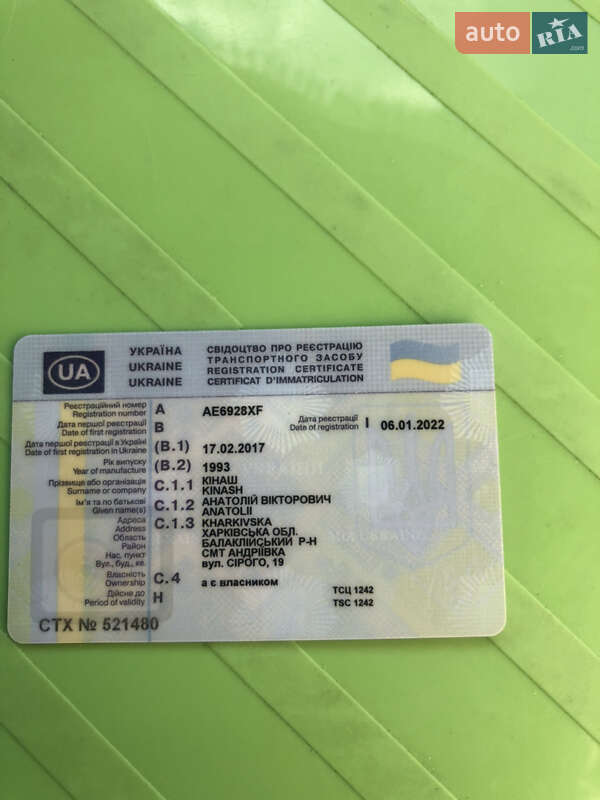 auto RIA.com
УКРАЇНА
UKRAINE
UKRAINE
СВІДОЦТВО ПРО РЕЄСТРАЦІЮ
ТРАНСПОРТНОГО ЗАСОБУ
REGISTRATION CERTIFICATE
CERTIFICAT D'IMMATRICULATION
UA
Реєстраційний номер
Registration number A AE6928XF
Дата реєстрації
Date of registration I 06.01.2022
Дата першої реєстрації
Date of first registration B
Дата першої реєстрації в Україні
Date of first registration in Ukraine (B.1) 17.02.2017
Рік випуску
Year of manufacture (B.2) 1993
Прізвище або організація
Surname or company C.1.1 КІНАШ
KINASH
Ім'я та по батькові
Given name(s) C.1.2 АНАТОЛІЙ ВІКТОРОВИЧ
ANATOLII
Адреса
Address C.1.3 KHARKIVSKA
Область ХАРКІВСЬКА ОБЛ.
Район БАЛАКЛІЙСЬКИЙ Р-Н
Нас. пункт СМТ АНДРІЇВКА
Вул., буд., кв. вул. СІРОГО, 19
Власність
Ownership C.4 а є власником
ТСЦ 1242
Дійсне до
Period of validity H
TSC 1242
СТХ № 521480